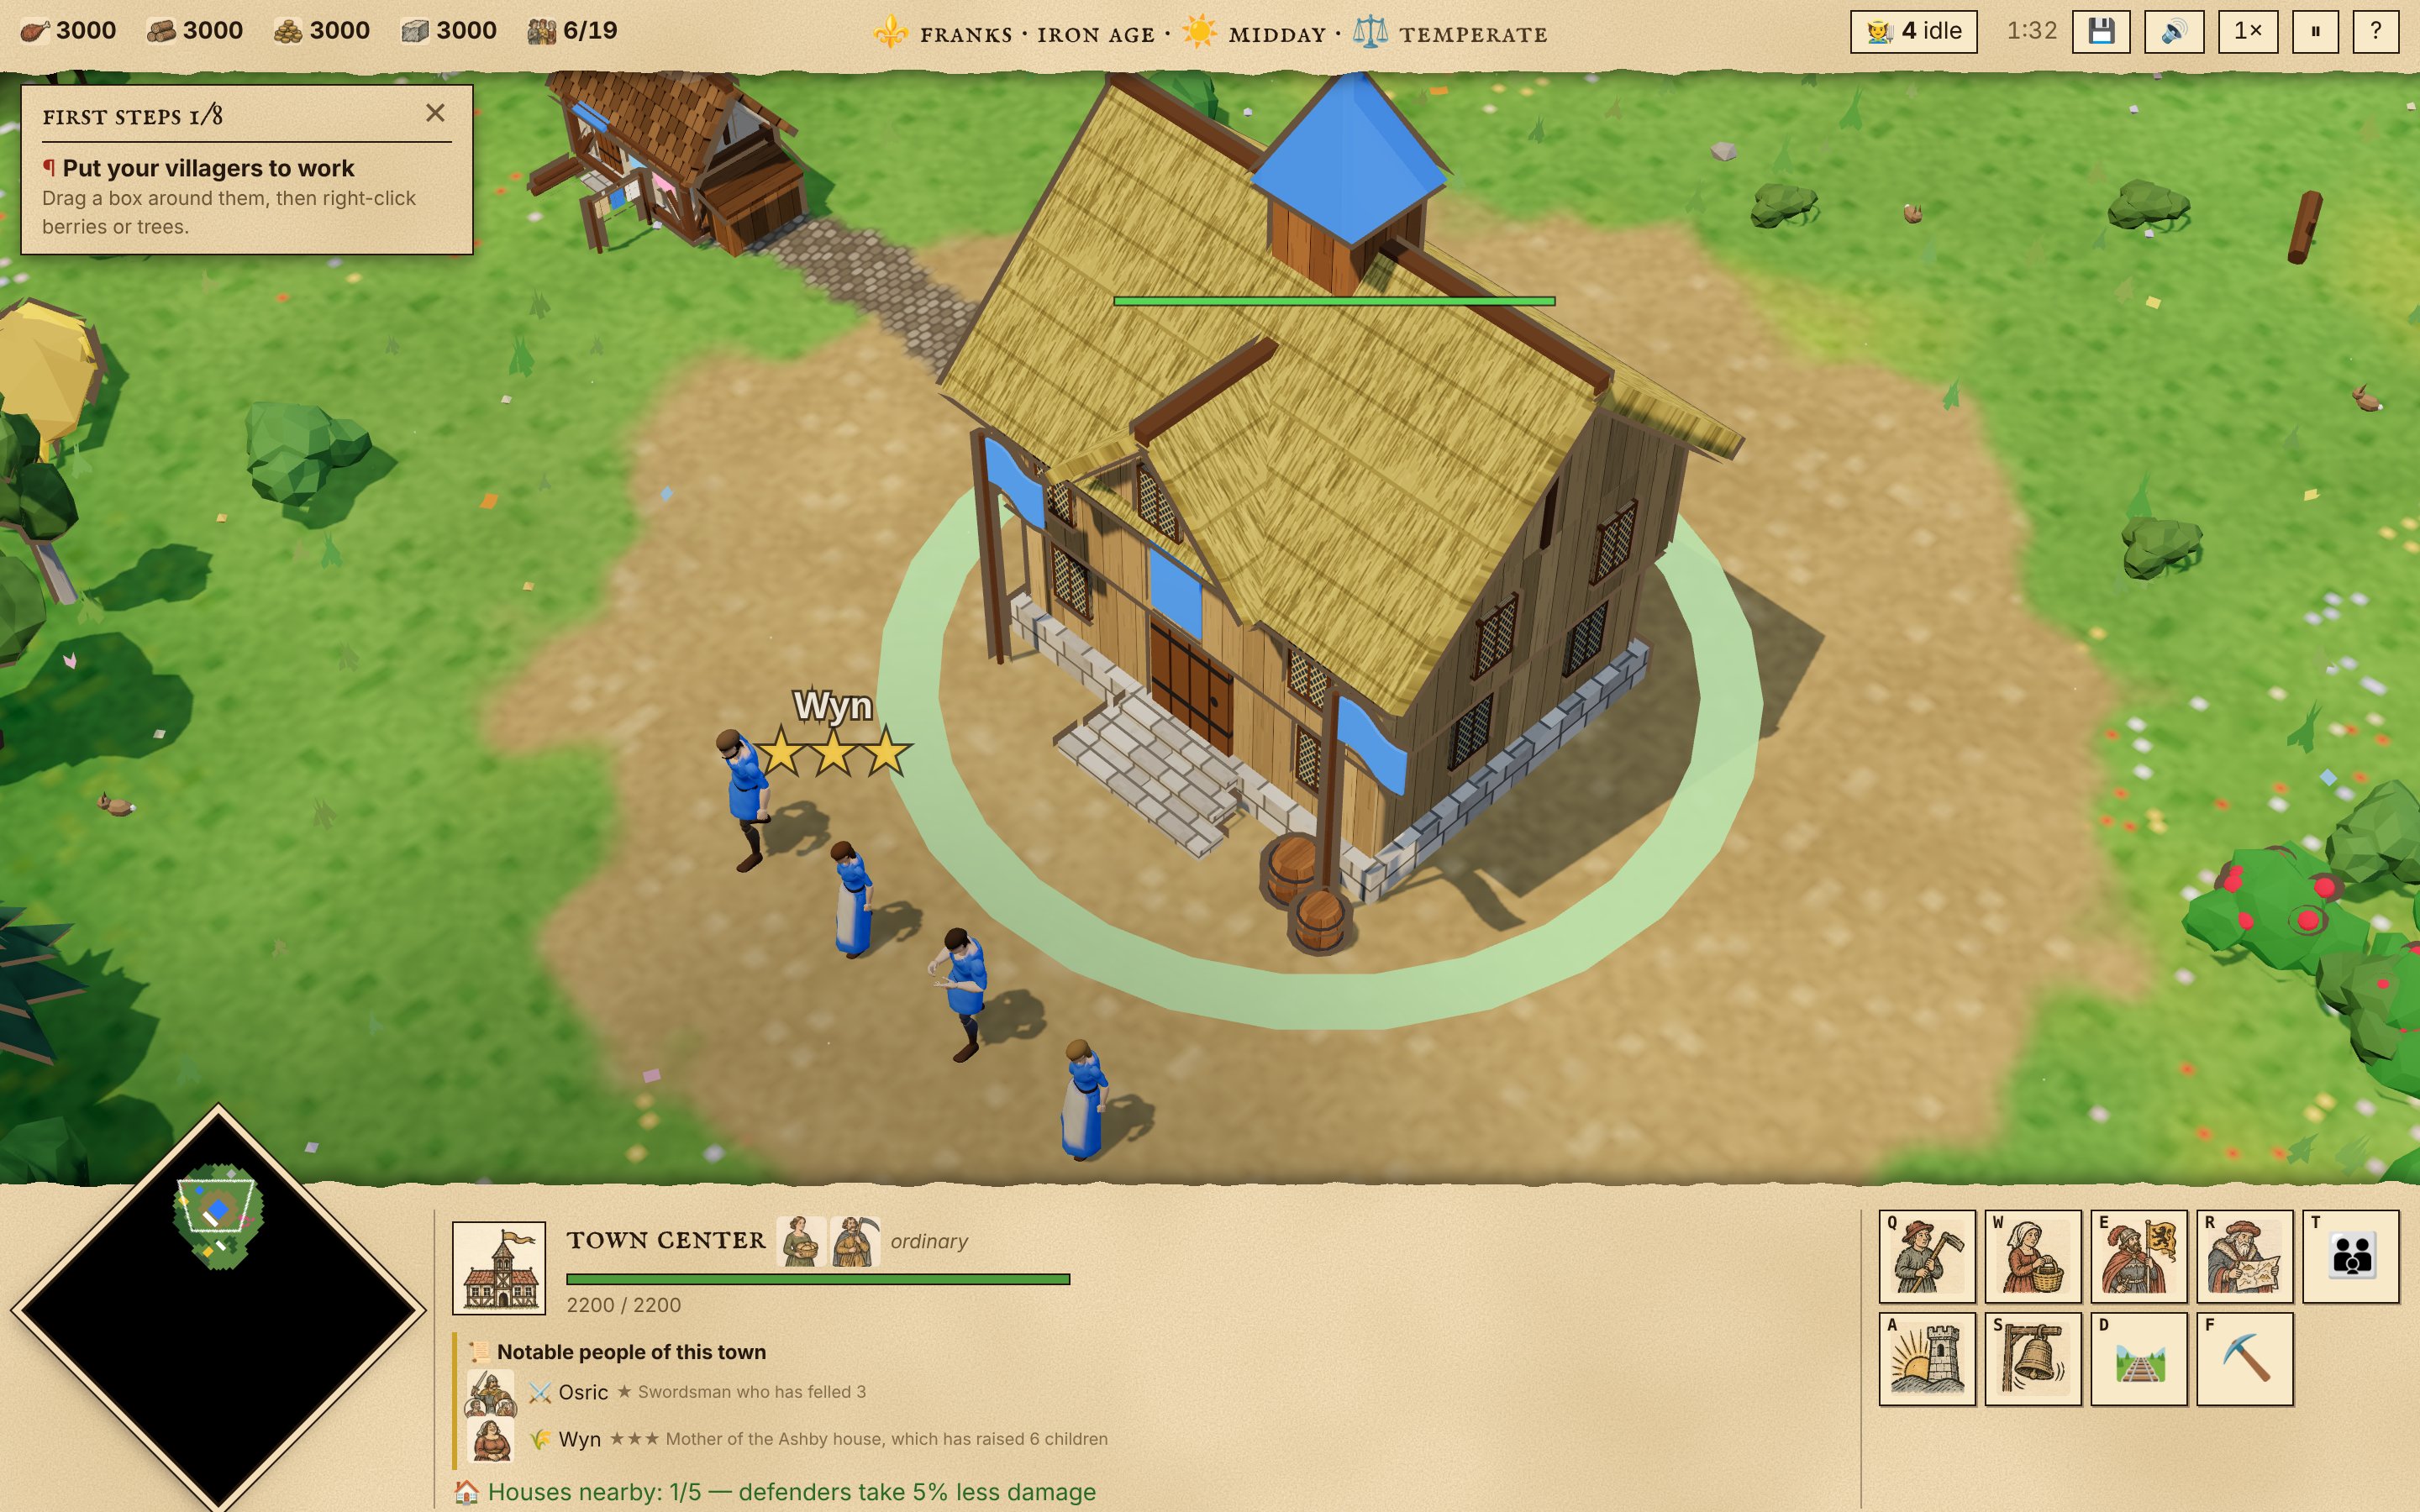 3000 3000 3000 3000 6/19
FRANKS · IRON AGE · MIDDAY · TEMPERATE
4 idle 1:32 1× ?
FIRST STEPS 1/8
¶ Put your villagers to work
Drag a box around them, then right-click
berries or trees.
Wyn
TOWN CENTER ordinary
2200 / 2200
Notable people of this town
Osric ★ Swordsman who has felled 3
Wyn ★★★ Mother of the Ashby house, which has raised 6 children
Houses nearby: 1/5 — defenders take 5% less damage
Q W E R T
A S D F